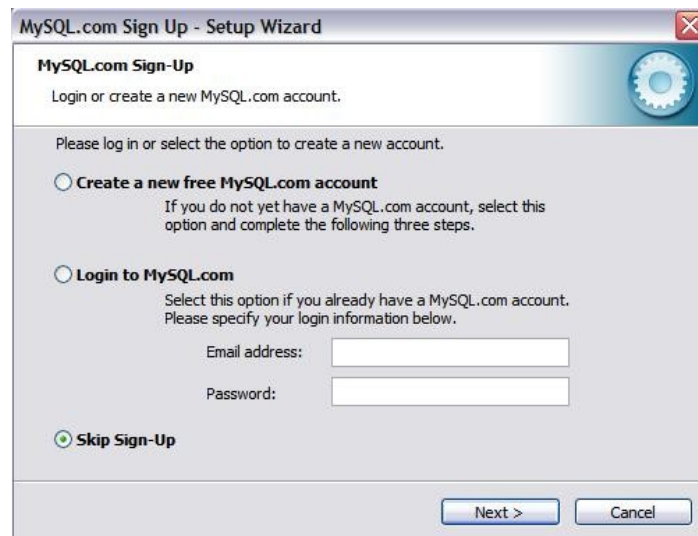 MySQL.com Sign Up - Setup Wizard
MySQL.com Sign-Up
Login or create a new MySQL.com account.
Please log in or select the option to create a new account.
Create a new free MySQL.com account
If you do not yet have a MySQL.com account, select this
option and complete the following three steps.
Login to MySQL.com
Select this option if you already have a MySQL.com account.
Please specify your login information below.
Email address:
Password:
Skip Sign-Up
Next >
Cancel